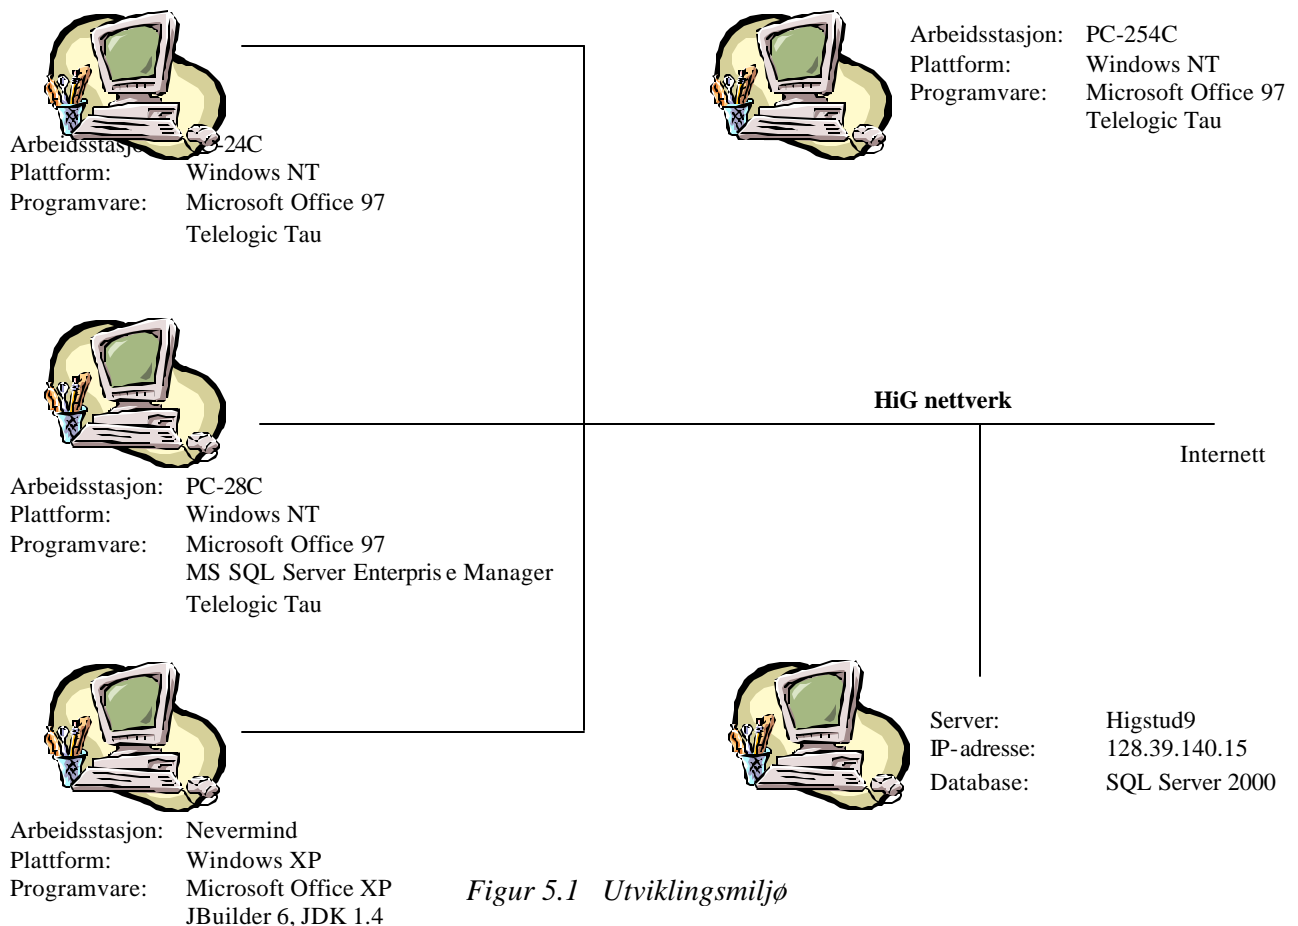 Arbeidsstasjon: PC-254C
Plattform: Windows NT
Programvare: Microsoft Office 97
Telelogic Tau
Arbeidsstasjo -24C
Plattform: Windows NT
Programvare: Microsoft Office 97
Telelogic Tau
HiG nettverk
Internett
Arbeidsstasjon: PC-28C
Plattform: Windows NT
Programvare: Microsoft Office 97
MS SQL Server Enterpris e Manager
Telelogic Tau
Server: Higstud9
IP-adresse: 128.39.140.15
Database: SQL Server 2000
Arbeidsstasjon: Nevermind
Plattform: Windows XP
Programvare: Microsoft Office XP
JBuilder 6, JDK 1.4
Figur 5.1 Utviklingsmiljø